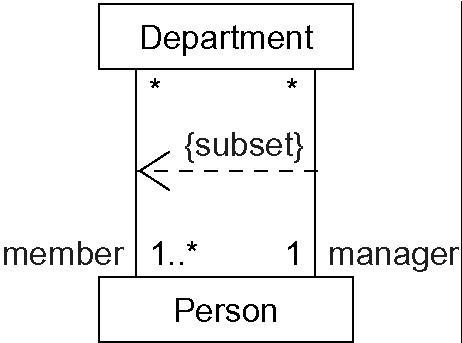 Department
* *
{subset}
member 1..* 1 manager
Person